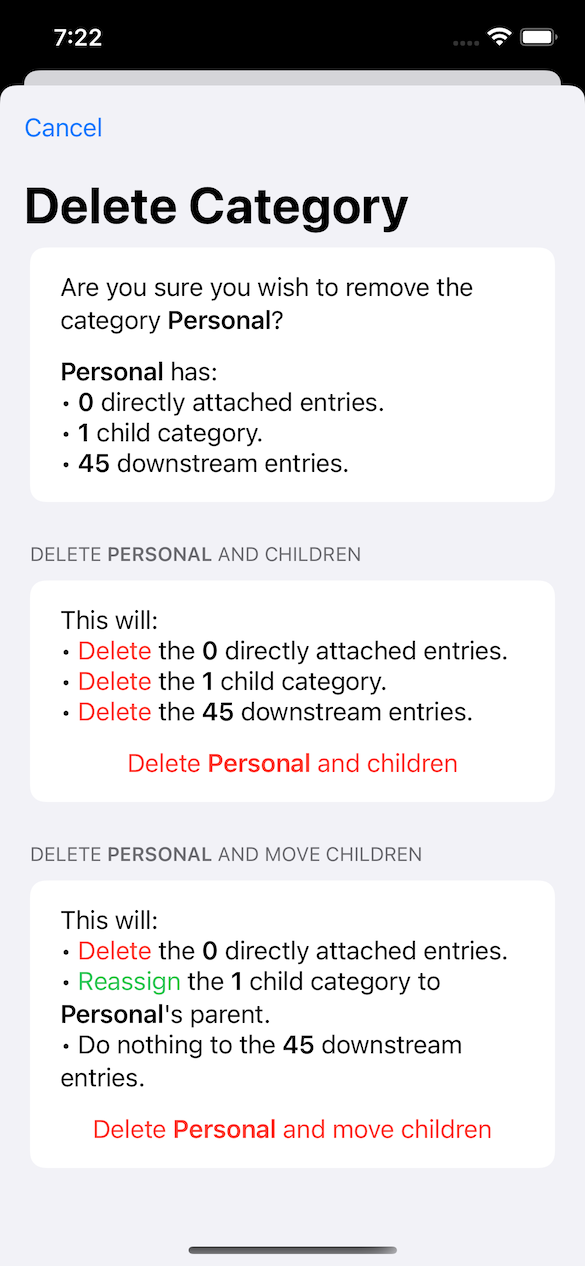 7:22
Cancel
Delete Category
Are you sure you wish to remove the
category Personal?
Personal has:
• 0 directly attached entries.
• 1 child category.
• 45 downstream entries.
DELETE PERSONAL AND CHILDREN
This will:
• Delete the 0 directly attached entries.
• Delete the 1 child category.
• Delete the 45 downstream entries.
Delete Personal and children
DELETE PERSONAL AND MOVE CHILDREN
This will:
• Delete the 0 directly attached entries.
• Reassign the 1 child category to
Personal's parent.
• Do nothing to the 45 downstream
entries.
Delete Personal and move children